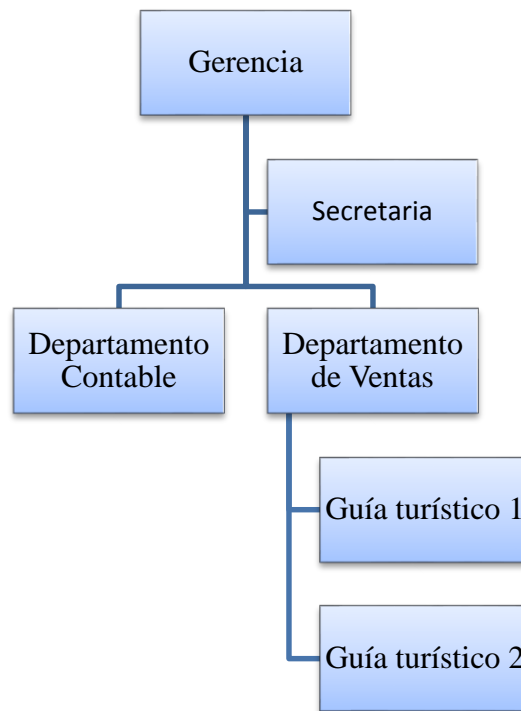 Gerencia
Secretaria
Departamento
Contable
Departamento
de Ventas
Guía turístico 1
Guía turístico 2